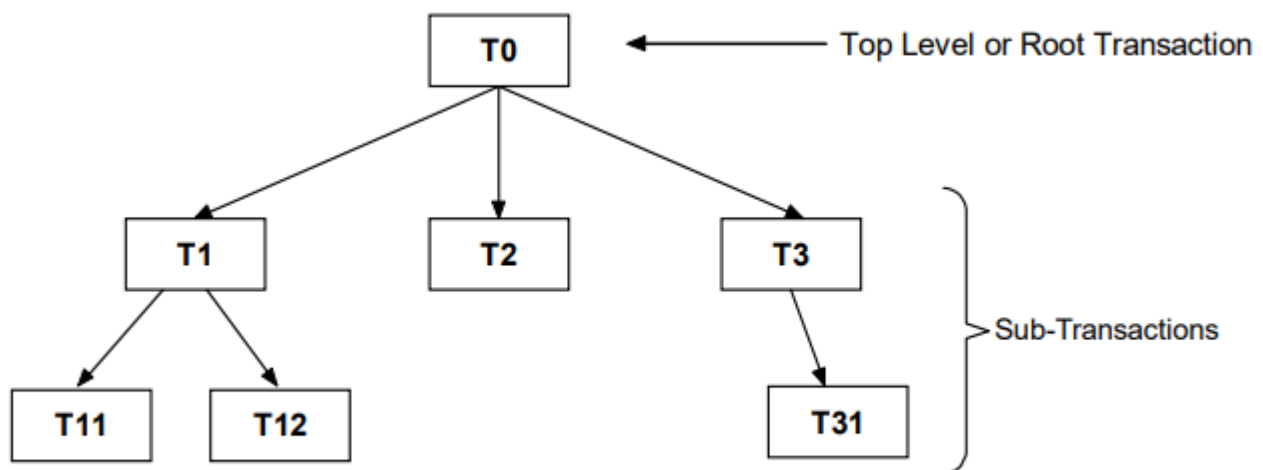 T0
Top Level or Root Transaction
T1
T2
T3
Sub-Transactions
T11
T12
T31